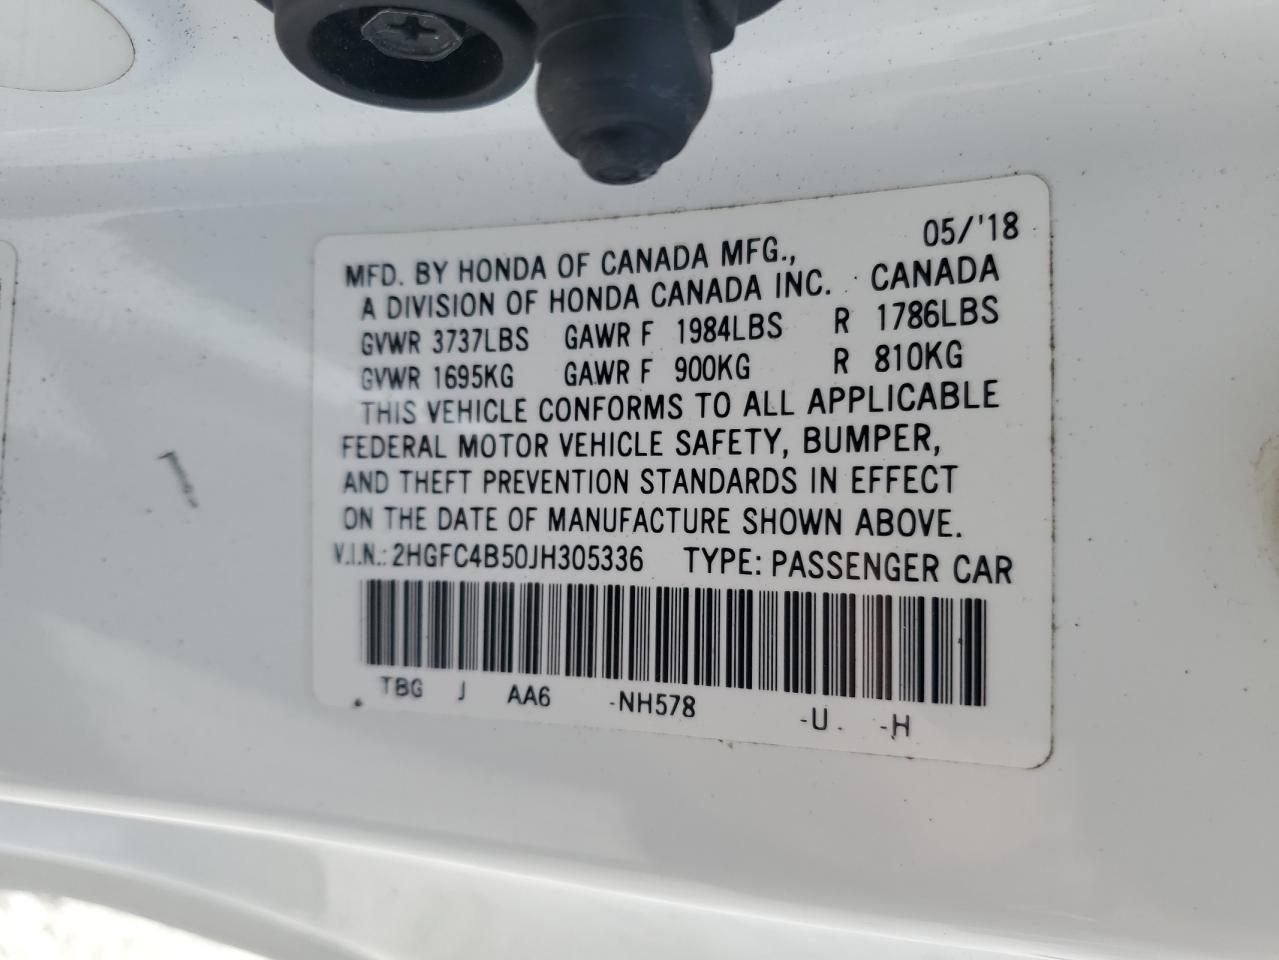 05/'18
MFD. BY HONDA OF CANADA MFG.,
A DIVISION OF HONDA CANADA INC. CANADA
GVWR 3737LBS GAWR F 1984LBS R 1786LBS
GVWR 1695KG GAWR F 900KG R 810KG
THIS VEHICLE CONFORMS TO ALL APPLICABLE
FEDERAL MOTOR VEHICLE SAFETY, BUMPER,
AND THEFT PREVENTION STANDARDS IN EFFECT
ON THE DATE OF MANUFACTURE SHOWN ABOVE.
V.I.N.: 2HGFC4B50JH305336 TYPE: PASSENGER CAR
TBG J AA6 -NH578 -U. -H